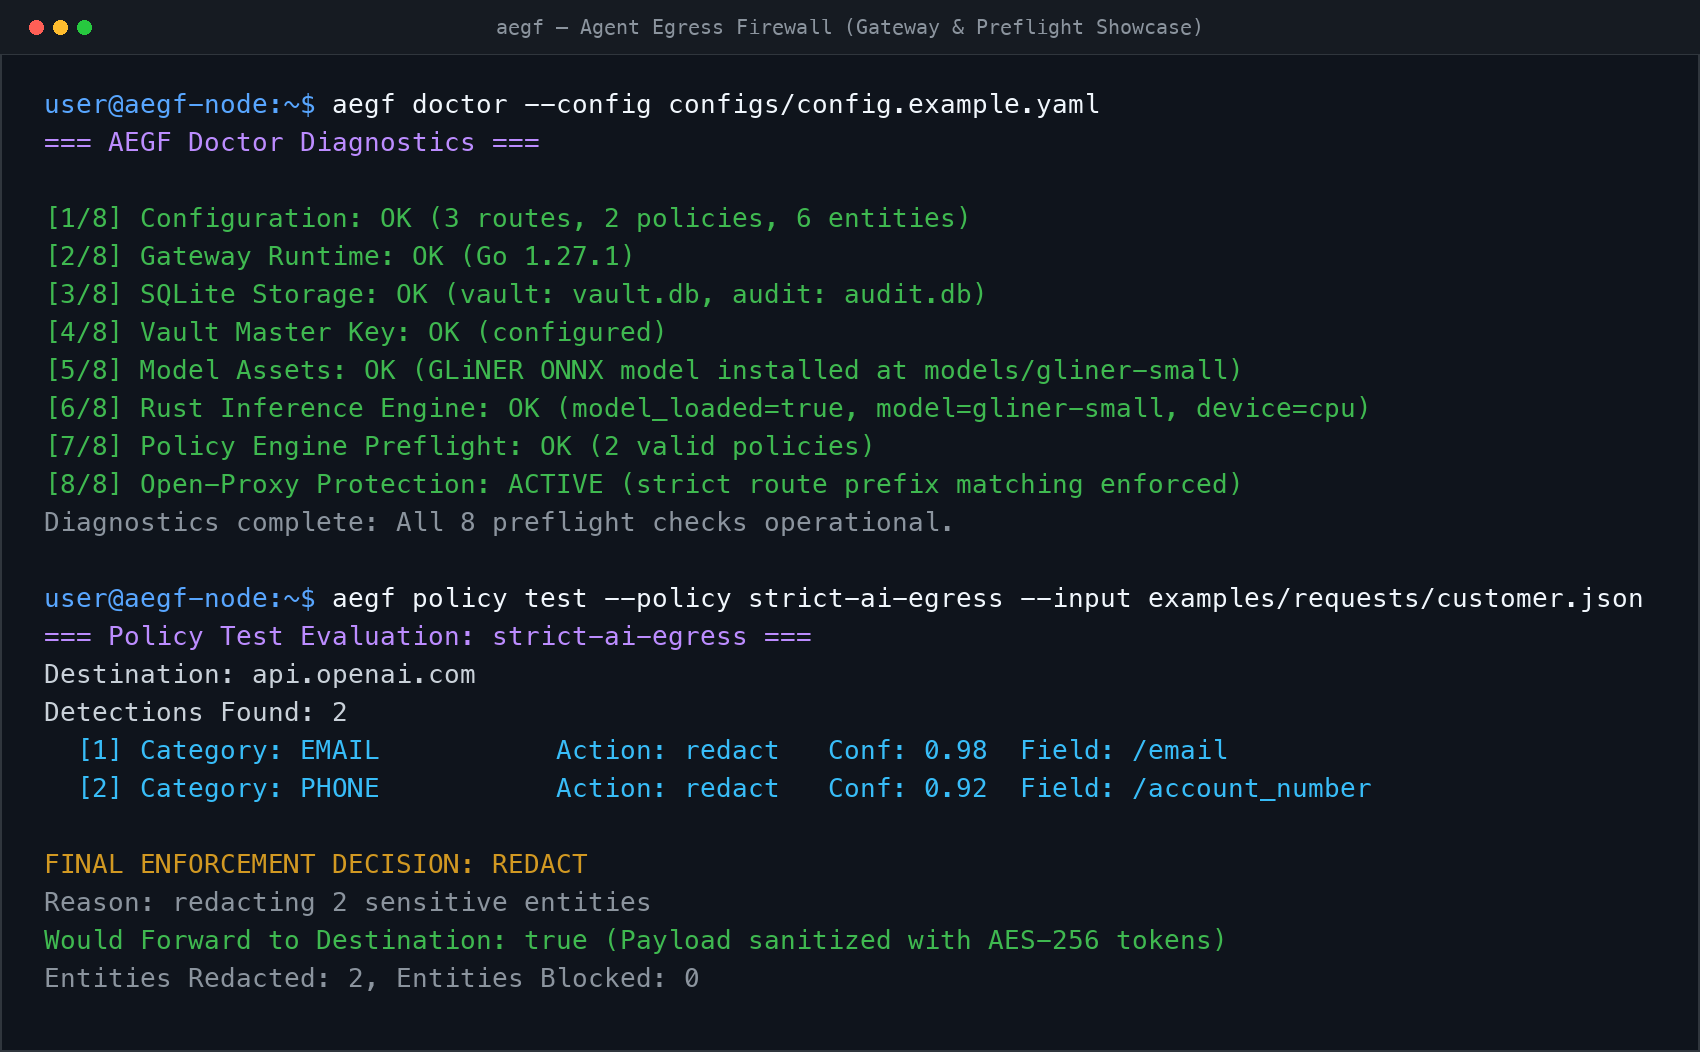 aegf — Agent Egress Firewall (Gateway & Preflight Showcase)
user@aegf-node:~$ aegf doctor --config configs/config.example.yaml
=== AEGF Doctor Diagnostics ===
[1/8] Configuration: OK (3 routes, 2 policies, 6 entities)
[2/8] Gateway Runtime: OK (Go 1.27.1)
[3/8] SQLite Storage: OK (vault: vault.db, audit: audit.db)
[4/8] Vault Master Key: OK (configured)
[5/8] Model Assets: OK (GLiNER ONNX model installed at models/gliner-small)
[6/8] Rust Inference Engine: OK (model_loaded=true, model=gliner-small, device=cpu)
[7/8] Policy Engine Preflight: OK (2 valid policies)
[8/8] Open-Proxy Protection: ACTIVE (strict route prefix matching enforced)
Diagnostics complete: All 8 preflight checks operational.
user@aegf-node:~$ aegf policy test --policy strict-ai-egress --input examples/requests/customer.json
=== Policy Test Evaluation: strict-ai-egress ===
Destination: api.openai.com
Detections Found: 2
[1] Category: EMAIL Action: redact Conf: 0.98 Field: /email
[2] Category: PHONE Action: redact Conf: 0.92 Field: /account_number
FINAL ENFORCEMENT DECISION: REDACT
Reason: redacting 2 sensitive entities
Would Forward to Destination: true (Payload sanitized with AES-256 tokens)
Entities Redacted: 2, Entities Blocked: 0